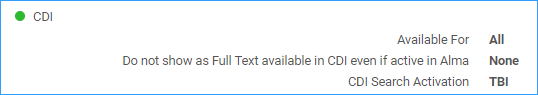 CDI
Available For All
Do not show as Full Text available in CDI even if active in Alma None
CDI Search Activation TBI